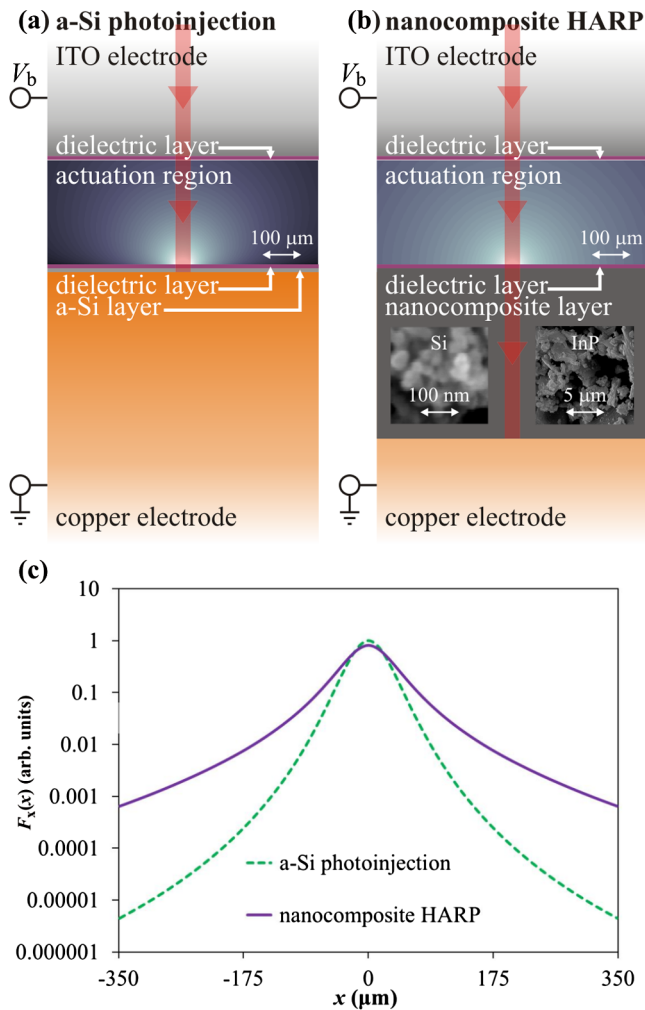 (a) a-Si photoinjection
ITO electrode
Vb
dielectric layer
actuation region
100 μm
dielectric layer
a-Si layer
copper electrode
(b) nanocomposite HARP
ITO electrode
Vb
dielectric layer
actuation region
100 μm
dielectric layer
nanocomposite layer
Si
100 nm
InP
5 μm
copper electrode
(c)
10
1
0.1
0.01
0.001
0.0001
0.00001
0.000001
Fx(x) (arb. units)
a-Si photoinjection
nanocomposite HARP
-350 -175 0 175 350
x (μm)